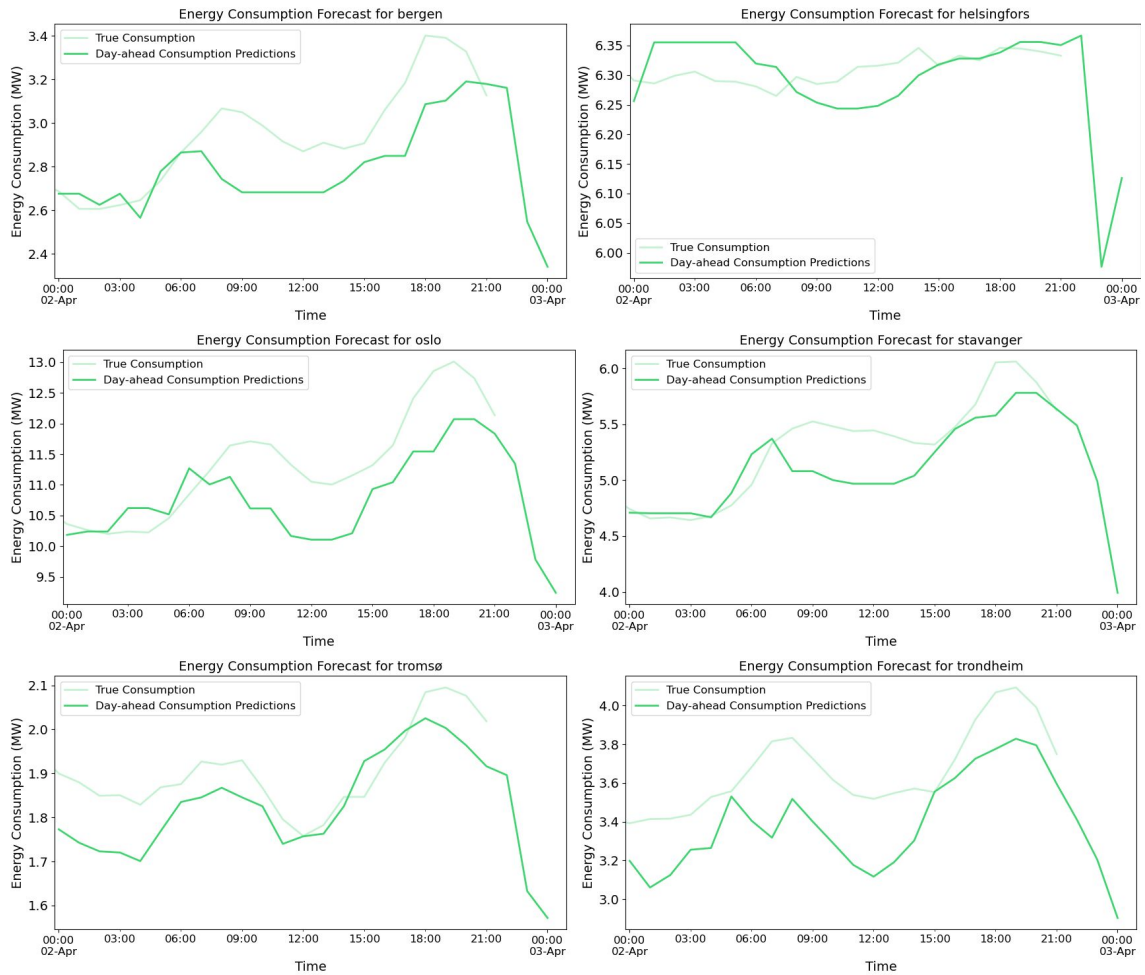 Energy Consumption Forecast for bergen
True Consumption
Day-ahead Consumption Predictions
Energy Consumption (MW)
3.4
3.2
3.0
2.8
2.6
2.4
00:00 03:00 06:00 09:00 12:00 15:00 18:00 21:00 00:00
02-Apr 03-Apr
Time
Energy Consumption Forecast for helsingfors
True Consumption
Day-ahead Consumption Predictions
Energy Consumption (MW)
6.35
6.30
6.25
6.20
6.15
6.10
6.05
6.00
00:00 03:00 06:00 09:00 12:00 15:00 18:00 21:00 00:00
02-Apr 03-Apr
Time
Energy Consumption Forecast for oslo
True Consumption
Day-ahead Consumption Predictions
Energy Consumption (MW)
13.0
12.5
12.0
11.5
11.0
10.5
10.0
9.5
00:00 03:00 06:00 09:00 12:00 15:00 18:00 21:00 00:00
02-Apr 03-Apr
Time
Energy Consumption Forecast for stavanger
True Consumption
Day-ahead Consumption Predictions
Energy Consumption (MW)
6.0
5.5
5.0
4.5
4.0
00:00 03:00 06:00 09:00 12:00 15:00 18:00 21:00 00:00
02-Apr 03-Apr
Time
Energy Consumption Forecast for tromsø
True Consumption
Day-ahead Consumption Predictions
Energy Consumption (MW)
2.1
2.0
1.9
1.8
1.7
1.6
00:00 03:00 06:00 09:00 12:00 15:00 18:00 21:00 00:00
02-Apr 03-Apr
Time
Energy Consumption Forecast for trondheim
True Consumption
Day-ahead Consumption Predictions
Energy Consumption (MW)
4.0
3.8
3.6
3.4
3.2
3.0
00:00 03:00 06:00 09:00 12:00 15:00 18:00 21:00 00:00
02-Apr 03-Apr
Time